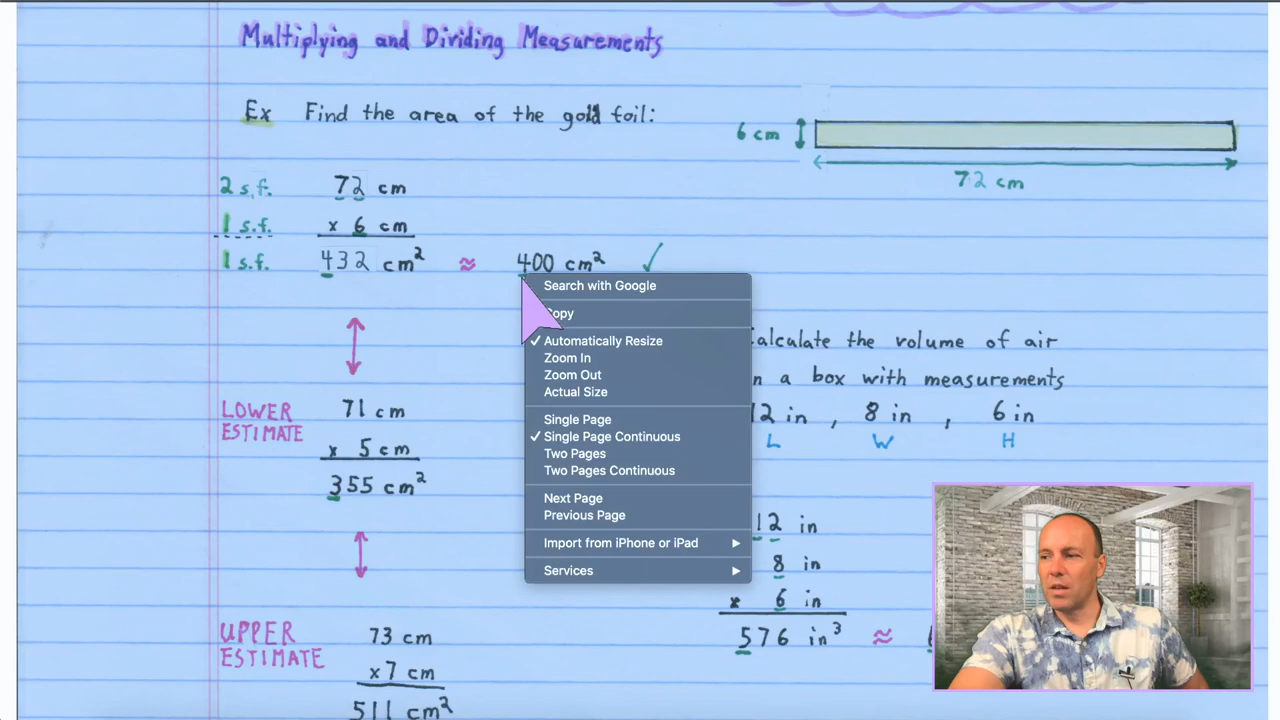 Multiplying and Dividing Measurements
Ex Find the area of the gold foil:
6 cm
72 cm
2 s.f. 72 cm
1 s.f. x 6 cm
1 s.f. 432 cm² ≈ 400 cm² ✓
Search with Google
Copy
✓ Automatically Resize
Zoom In
Zoom Out
Actual Size
Single Page
✓ Single Page Continuous
Two Pages
Two Pages Continuous
Next Page
Previous Page
Import from iPhone or iPad
Services
LOWER
ESTIMATE
71 cm
x 5 cm
355 cm²
UPPER
ESTIMATE
73 cm
x7 cm
511 cm²
alculate the volume of air
a box with measurements
12 in , 8 in , 6 in
L W H
12 in
8 in
x 6 in
576 in³ ≈